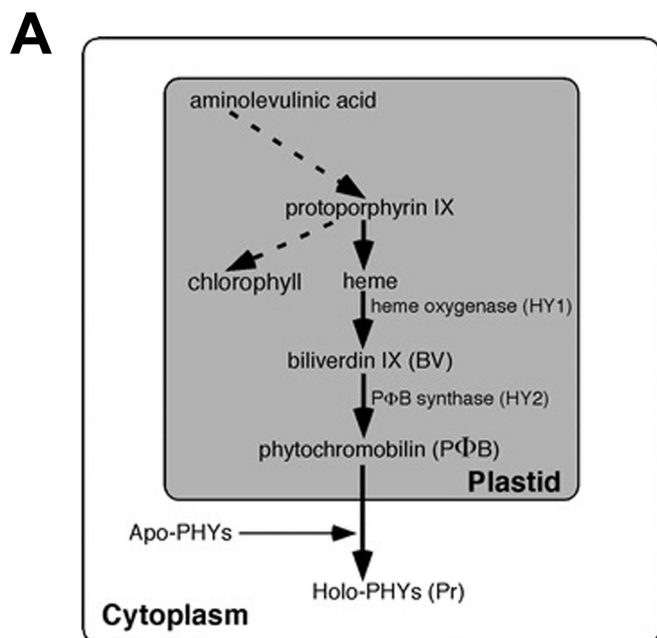 A
aminolevulinic acid
protoporphyrin IX
chlorophyll
heme
heme oxygenase (HY1)
biliverdin IX (BV)
PΦB synthase (HY2)
phytochromobilin (PΦB)
Plastid
Apo-PHYs
Holo-PHYs (Pr)
Cytoplasm